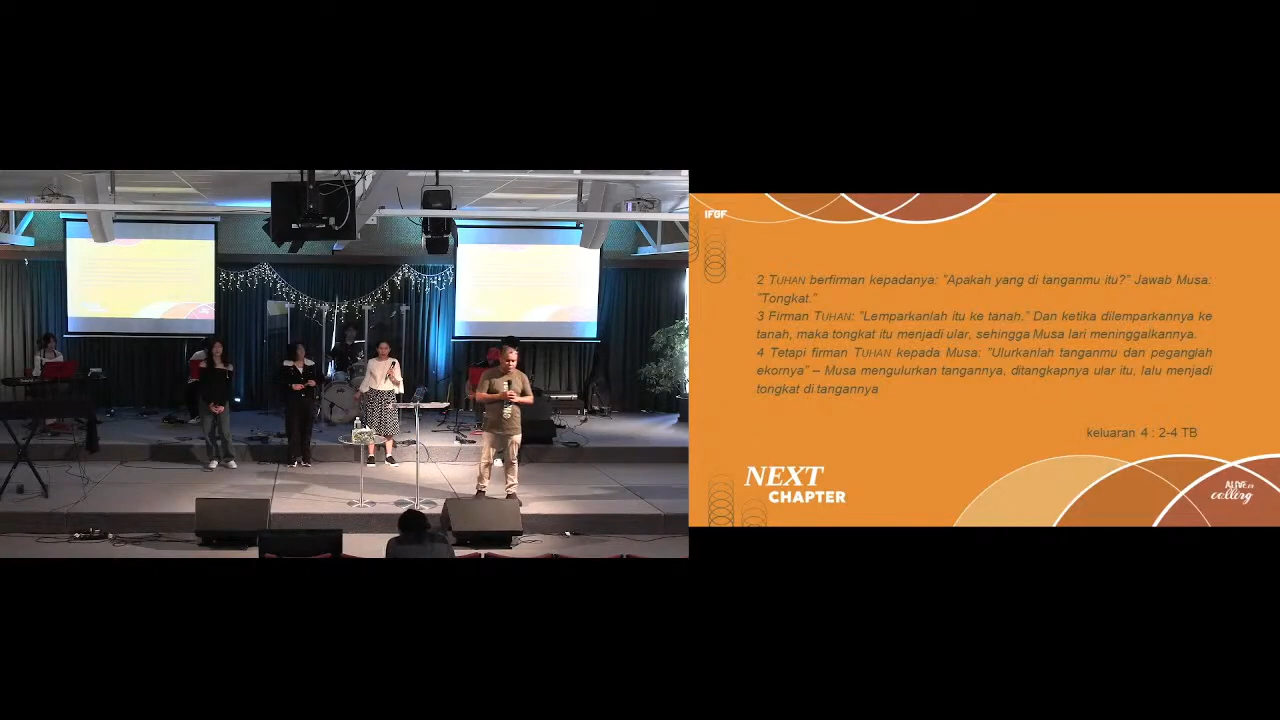 IFGF
2 TUHAN berfirman kepadanya: "Apakah yang di tanganmu itu?" Jawab Musa:
"Tongkat."
3 Firman TUHAN: "Lemparkanlah itu ke tanah." Dan ketika dilemparkannya ke
tanah, maka tongkat itu menjadi ular, sehingga Musa lari meninggalkannya.
4 Tetapi firman TUHAN kepada Musa: "Ulurkanlah tanganmu dan peganglah
ekornya" – Musa mengulurkan tangannya, ditangkapnya ular itu, lalu menjadi
tongkat di tangannya
keluaran 4 : 2-4 TB
NEXT
CHAPTER
ALIVE in
calling